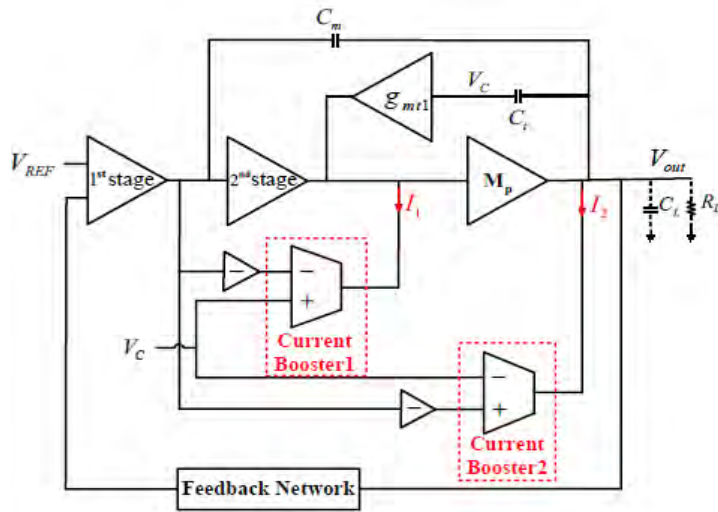 C_m
g_mt1
V_C
C_t
V_REF
1st stage
2nd stage
M_p
V_out
I_1
I_2
C_L
R_L
−
−
+
V_C
Current
Booster1
−
−
+
Current
Booster2
Feedback Network